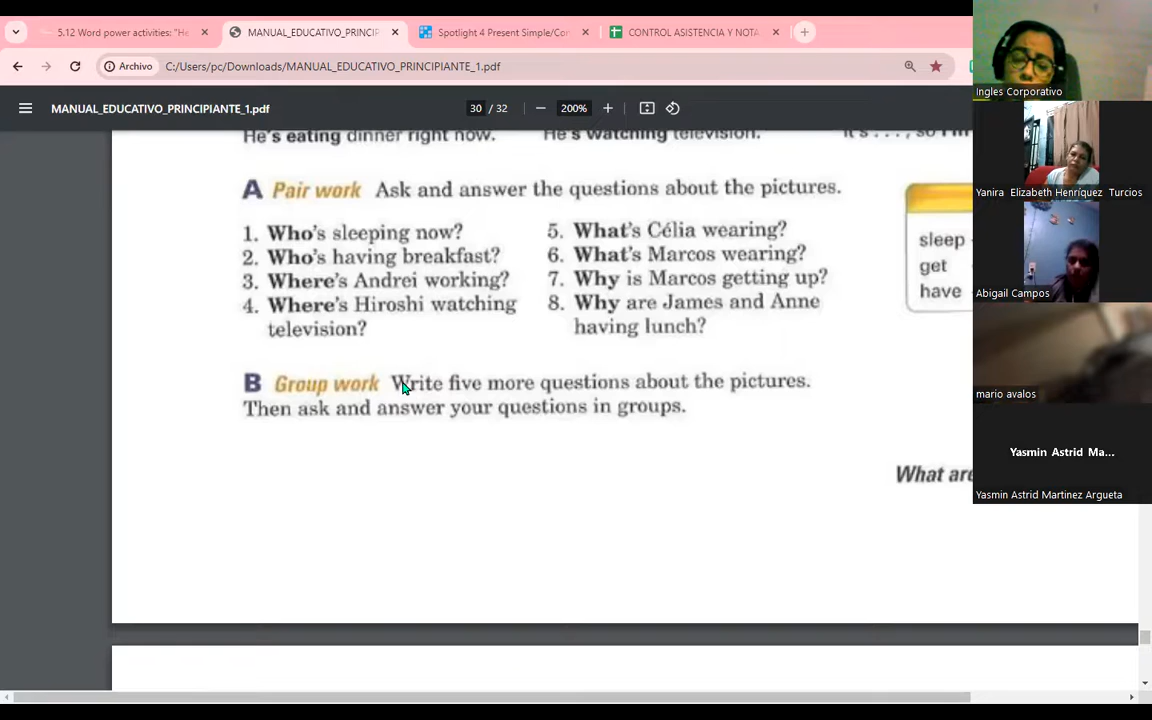 5.12 Word power activities: "He
MANUAL_EDUCATIVO_PRINCIP
Spotlight 4 Present Simple/Con
CONTROL ASISTENCIA Y NOTA
Archivo
C:/Users/pc/Downloads/MANUAL_EDUCATIVO_PRINCIPIANTE_1.pdf
MANUAL_EDUCATIVO_PRINCIPIANTE_1.pdf
30 / 32
200%
He's eating dinner right now. He's watching television. It's . . . , so I'm
A Pair work Ask and answer the questions about the pictures.
1. Who's sleeping now?
2. Who's having breakfast?
3. Where's Andrei working?
4. Where's Hiroshi watching
television?
5. What's Célia wearing?
6. What's Marcos wearing?
7. Why is Marcos getting up?
8. Why are James and Anne
having lunch?
sleep
get
have
B Group work Write five more questions about the pictures.
Then ask and answer your questions in groups.
What are
Ingles Corporativo
Yanira Elizabeth Henríquez Turcios
Abigail Campos
mario avalos
Yasmin Astrid Ma...
Yasmin Astrid Martinez Argueta